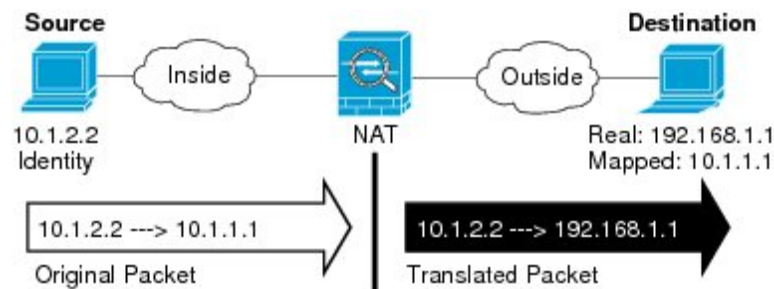 Source
Destination
Inside
Outside
10.1.2.2
Identity
NAT
Real: 192.168.1.1
Mapped: 10.1.1.1
10.1.2.2 ---> 10.1.1.1
10.1.2.2 ---> 192.168.1.1
Original Packet
Translated Packet